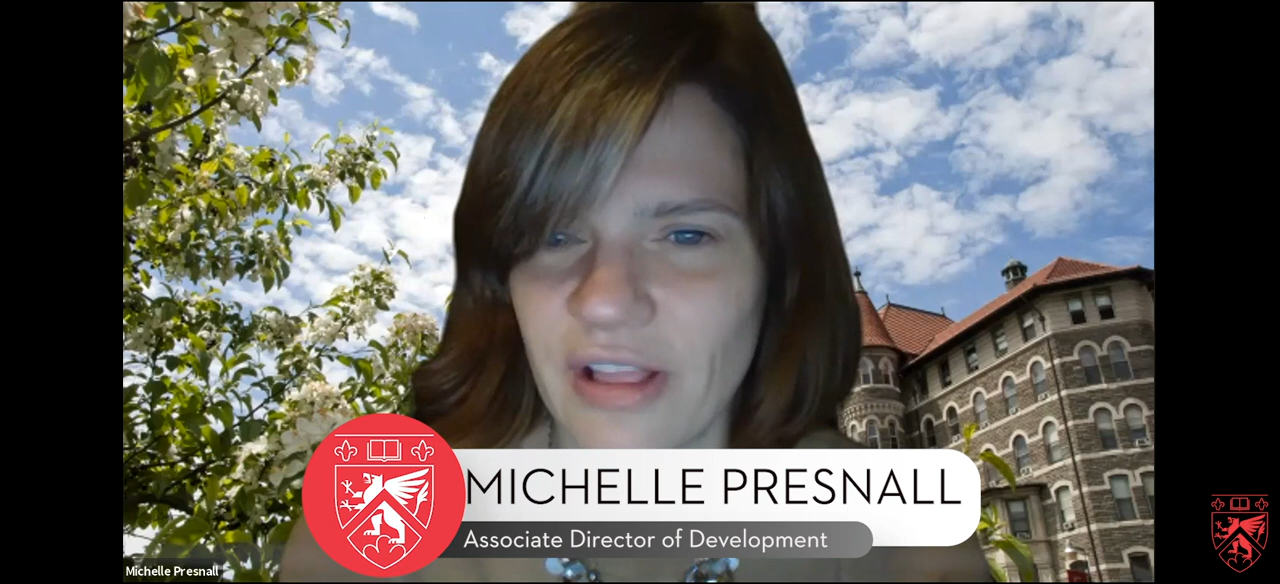 MICHELLE PRESNALL
Associate Director of Development
Michelle Presnall